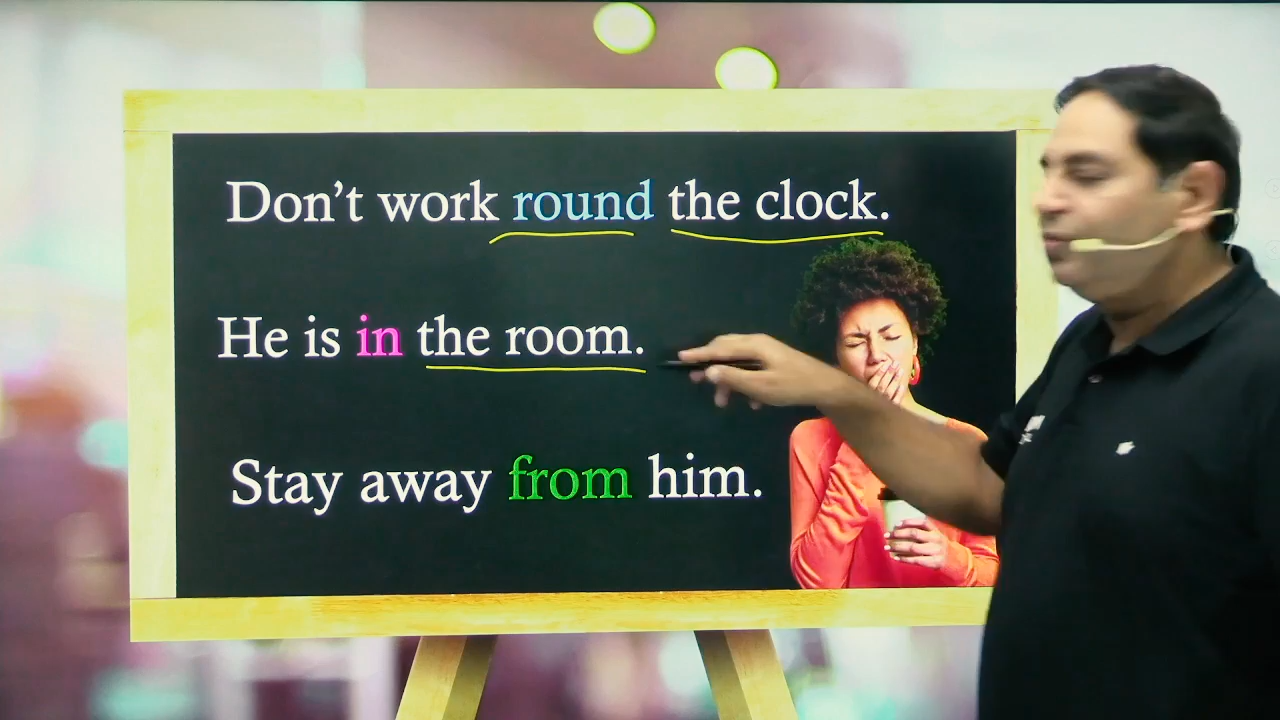 Don't work round the clock.
He is in the room.
Stay away from him.